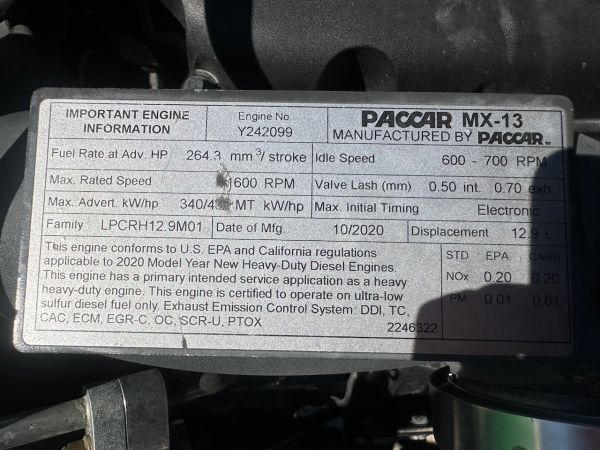 IMPORTANT ENGINE INFORMATION
Engine No
Y242099
PACCAR MX-13
MANUFACTURED BY PACCAR INC
Fuel Rate at Adv. HP 264.3 mm³/ stroke
Idle Speed 600 - 700 RPM
Max. Rated Speed 1600 RPM
Valve Lash (mm) 0.50 int. 0.70 exh
Max. Advert. kW/hp MT kW/hp
Max. Initial Timing Electronic
Family LPCRH12.9M01
Date of Mfg. 10/2020
Displacement 12.9 L
This engine conforms to U.S. EPA and California regulations
applicable to 2020 Model Year New Heavy-Duty Diesel Engines.
This engine has a primary intended service application as a heavy
heavy-duty engine. This engine is certified to operate on ultra-low
sulfur diesel fuel only. Exhaust Emission Control System: DDI, TC,
CAC, ECM, EGR-C, OC, SCR-U, PTOX
2246322
STD EPA CARB
NOx 0.20 0.20
PM 0.01 0.01